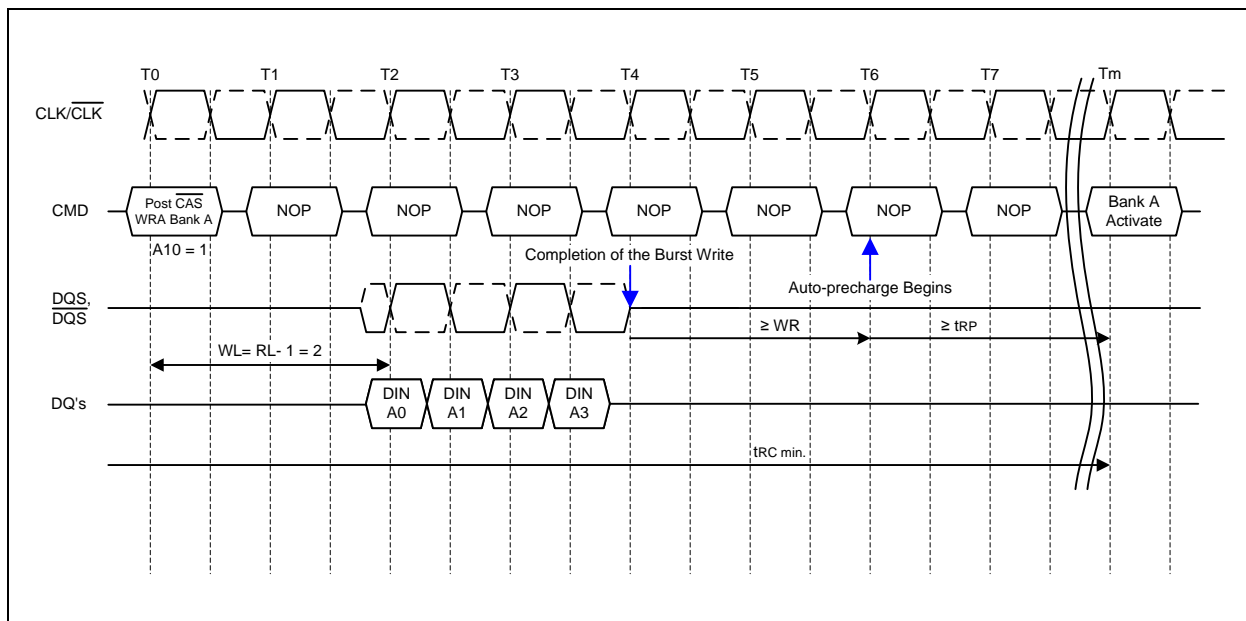 T0 T1 T2 T3 T4 T5 T6 T7 Tm
CLK/CLK
CMD
Post CAS
WRA Bank A
NOP NOP NOP NOP NOP NOP NOP
Bank A
Activate
A10 = 1
Completion of the Burst Write
Auto-precharge Begins
DQS,
DQS
≥ WR
≥ tRP
WL= RL- 1 = 2
DQ's
DIN
A0
DIN
A1
DIN
A2
DIN
A3
tRC min.